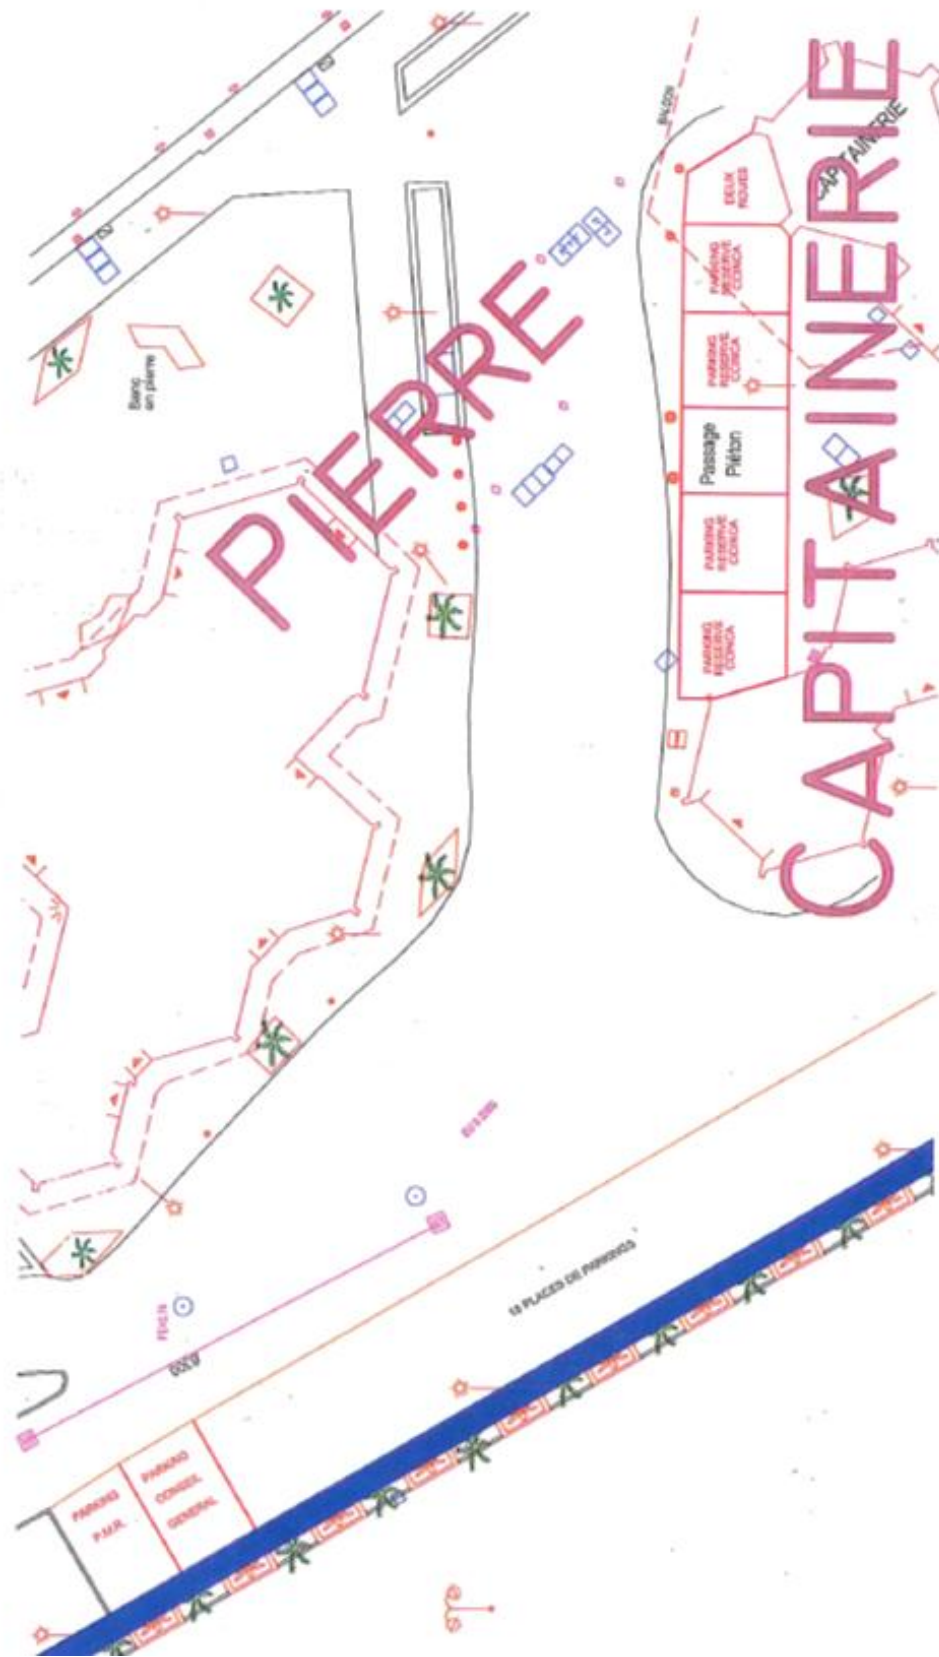 PIERRE
CAPITAINERIE
CAPITAINERIE
DEUX
ROUES
PARKING
RESERVE
CONCA
PARKING
RESERVE
CONCA
Passage
Piéton
PARKING
RESERVE
CONCA
PARKING
RESERVE
CONCA
Banc
en pierre
18 PLACES DE PARKINGS
PARKING
P.M.R.
PARKING
CONSEIL
GENERAL